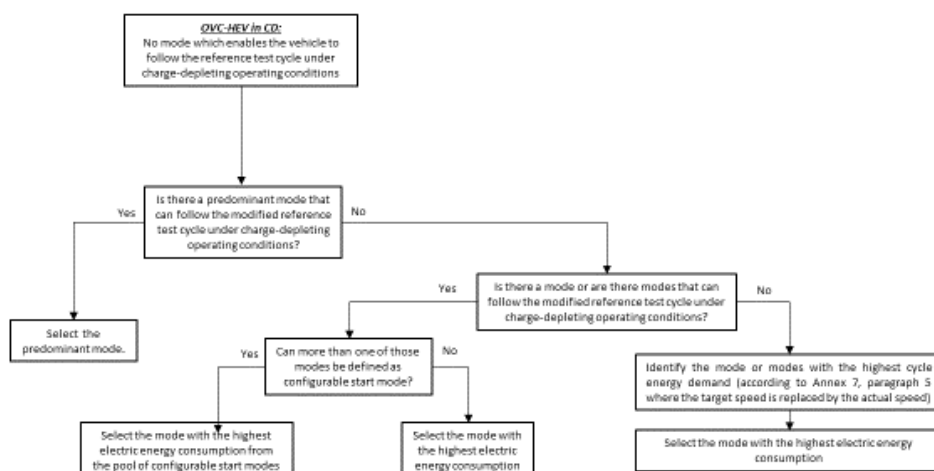 OVC-HEV in CD:
No mode which enables the vehicle to
follow the reference test cycle under
charge-depleting operating conditions
Is there a predominant mode that
can follow the modified reference
test cycle under charge-depleting
operating conditions?
Yes
No
Is there a mode or are there modes that can
follow the modified reference test cycle under
charge-depleting operating conditions?
Yes
No
Select the
predominant mode.
Can more than one of those
modes be defined as
configurable start mode?
Yes
No
Identify the mode or modes with the highest cycle
energy demand (according to Annex 7, paragraph 5
where the target speed is replaced by the actual speed)
Select the mode with the highest
electric energy consumption from
the pool of configurable start modes
Select the mode with
the highest electric
energy consumption
Select the mode with the highest electric energy
consumption